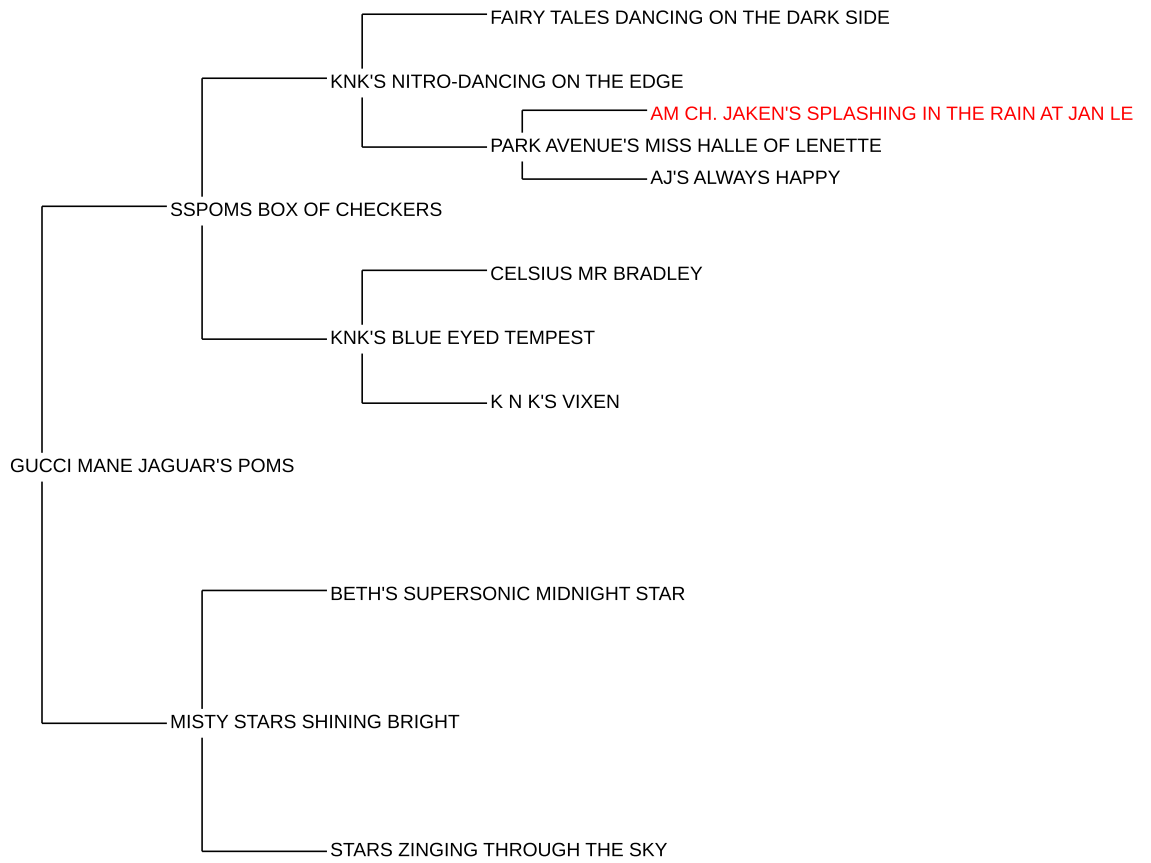 FAIRY TALES DANCING ON THE DARK SIDE
KNK'S NITRO-DANCING ON THE EDGE
AM CH. JAKEN'S SPLASHING IN THE RAIN AT JAN LE
PARK AVENUE'S MISS HALLE OF LENETTE
AJ'S ALWAYS HAPPY
SSPOMS BOX OF CHECKERS
CELSIUS MR BRADLEY
KNK'S BLUE EYED TEMPEST
K N K'S VIXEN
GUCCI MANE JAGUAR'S POMS
BETH'S SUPERSONIC MIDNIGHT STAR
MISTY STARS SHINING BRIGHT
STARS ZINGING THROUGH THE SKY